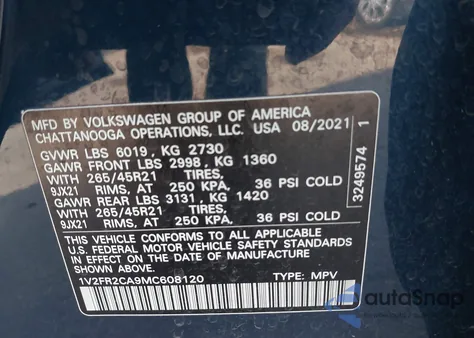 MFD. BY VOLKSWAGEN GROUP OF AMERICA
CHATTANOOGA OPERATIONS, LLC. USA 08/2021
GVWR LBS 6019, KG 2730
GAWR FRONT LBS 2998, KG 1360
WITH 265/45R21 TIRES,
9JX21 RIMS, AT 250 KPA, 36 PSI COLD
GAWR REAR LBS 3131, KG 1420
WITH 265/45R21 TIRES,
9JX21 RIMS, AT 250 KPA, 36 PSI COLD
THIS VEHICLE CONFORMS TO ALL APPLICABLE
U.S. FEDERAL MOTOR VEHICLE SAFETY STANDARDS
IN EFFECT ON THE DATE OF MANUFACTURE
SHOWN ABOVE
1V2FR2CA9MC608120 TYPE: MPV
3249574 1
autoSnap